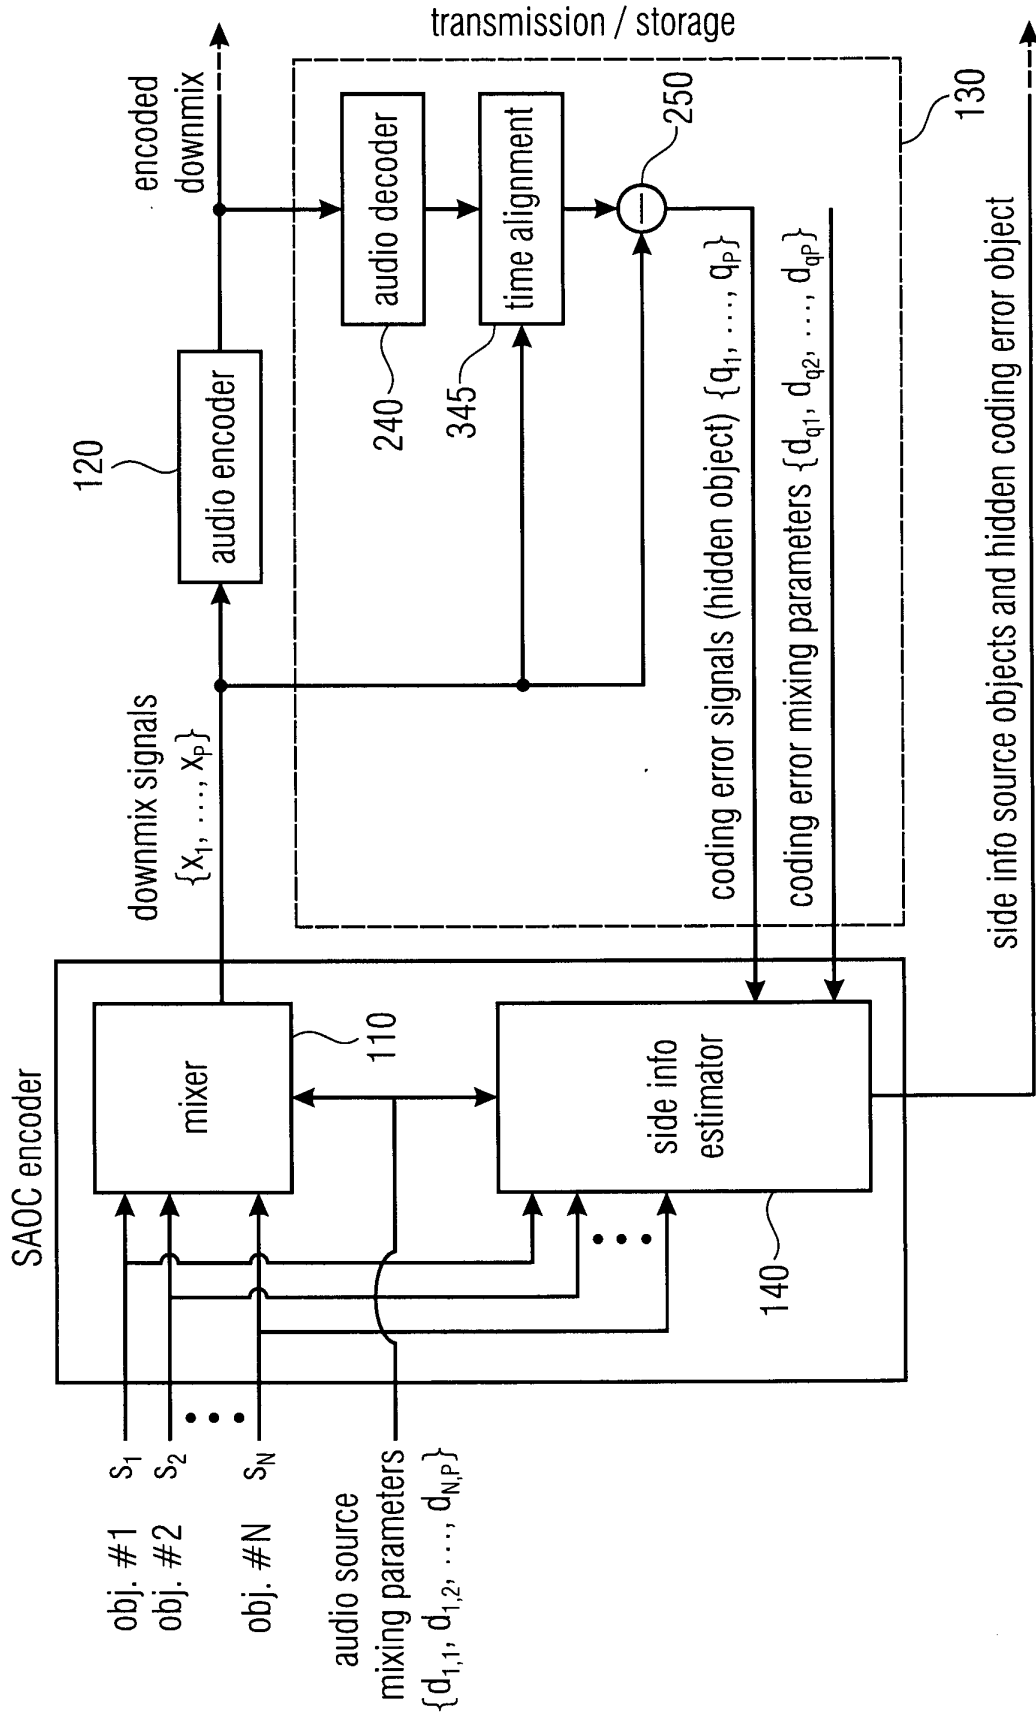 SAOC encoder
obj. #1 s1
obj. #2 s2
obj. #N sN
audio source
mixing parameters
{d1,1, d1,2, ..., dN,P}
mixer
110
side info
estimator
140
downmix signals
{x1, ..., xP}
120
audio encoder
encoded
downmix
transmission / storage
audio decoder
240
time alignment
345
250
130
coding error signals (hidden object) {q1, ..., qP}
coding error mixing parameters {dq1, dq2, ..., dqP}
side info source objects and hidden coding error object